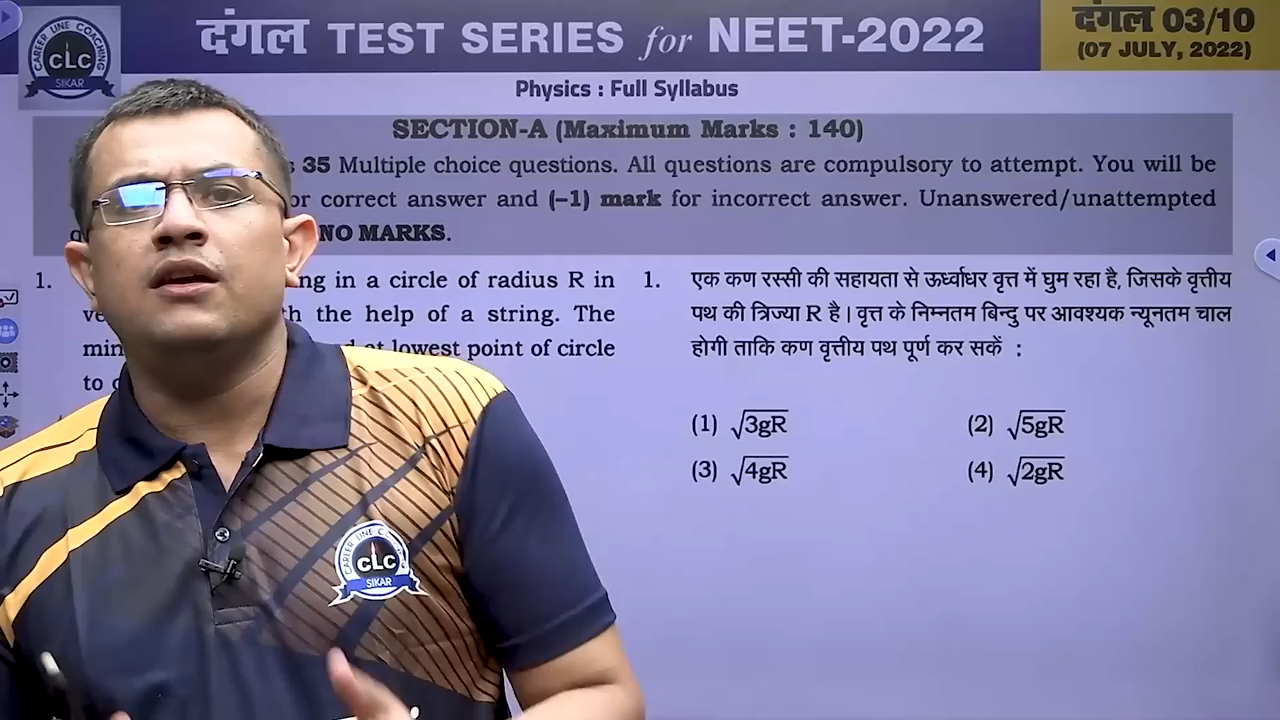 CAREER LINE COACHING
CLC
SIKAR
दंगल TEST SERIES for NEET-2022
दंगल 03/10
(07 JULY, 2022)
Physics : Full Syllabus
SECTION-A (Maximum Marks : 140)
35 Multiple choice questions. All questions are compulsory to attempt. You will be
correct answer and (−1) mark for incorrect answer. Unanswered/unattempted
NO MARKS.
1. in a circle of radius R in
the help of a string. The
at lowest point of circle
to
1. एक कण रस्सी की सहायता से ऊर्ध्वाधर वृत्त में घुम रहा है, जिसके वृत्तीय
पथ की त्रिज्या R है। वृत्त के निम्नतम बिन्दु पर आवश्यक न्यूनतम चाल
होगी ताकि कण वृत्तीय पथ पूर्ण कर सकें :
(1) √3gR (2) √5gR
(3) √4gR (4) √2gR
CLC
SIKAR